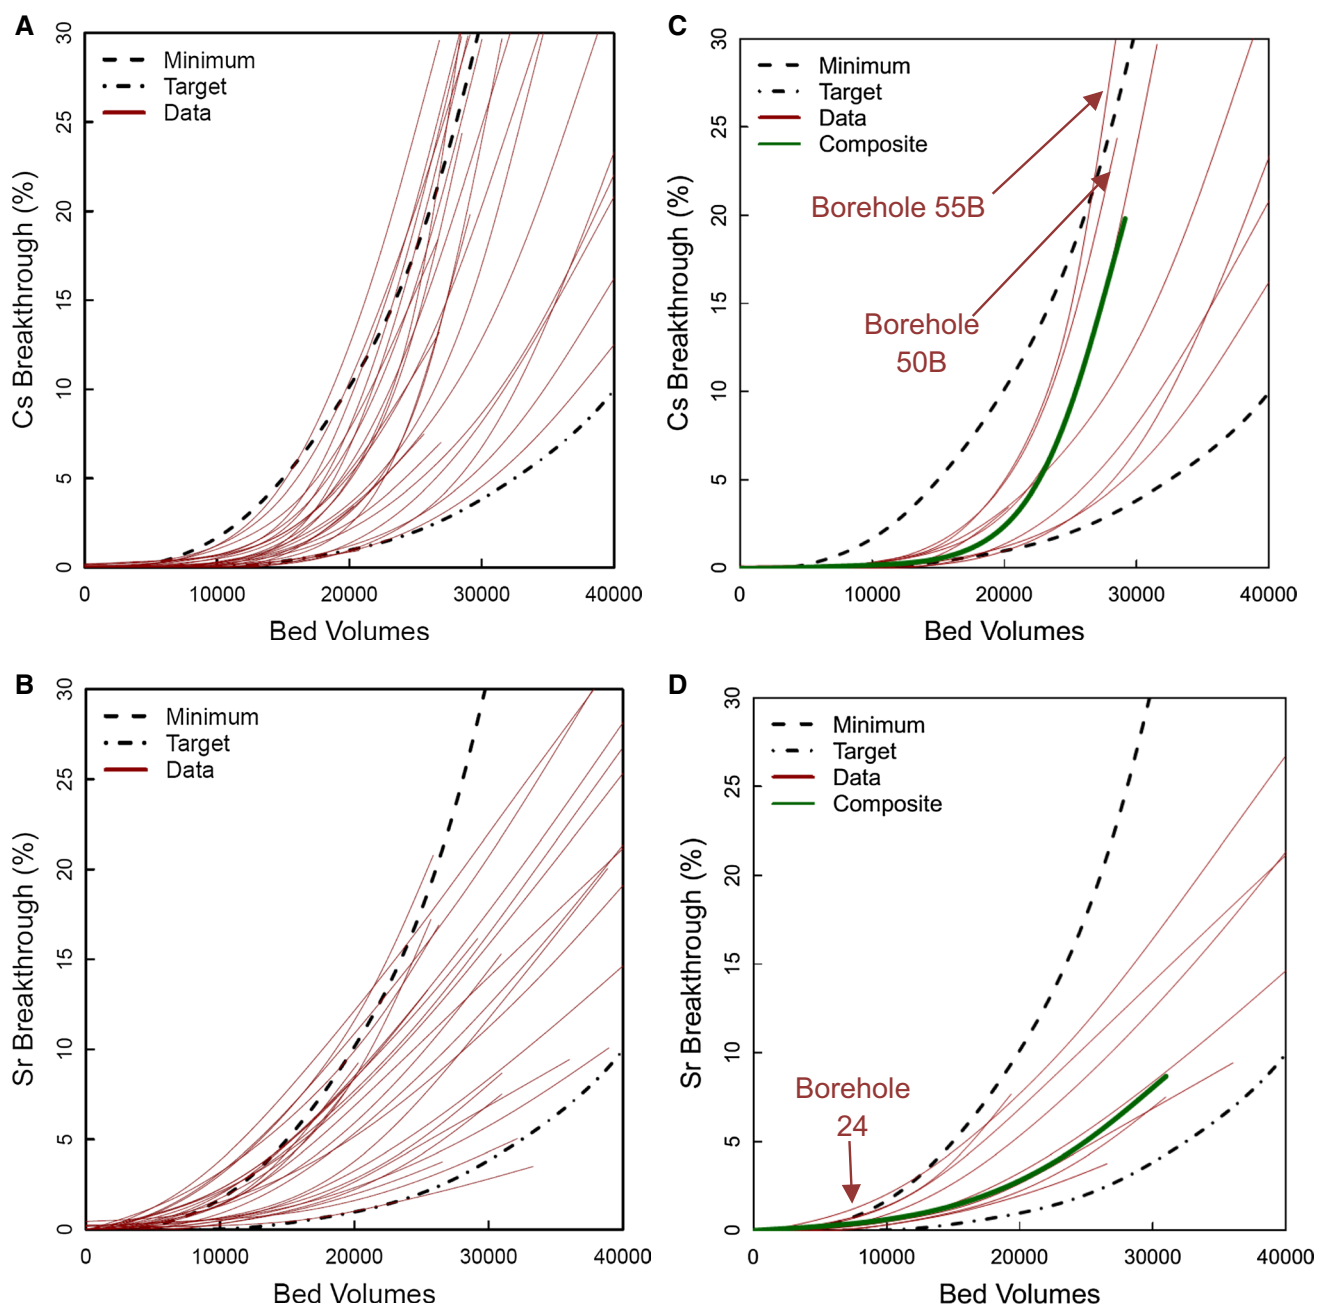 A
30
25
20
15
10
5
0
Cs Breakthrough (%)
Minimum
Target
Data
0 10000 20000 30000 40000
Bed Volumes
C
30
25
20
15
10
5
0
Cs Breakthrough (%)
Minimum
Target
Data
Composite
Borehole 55B
Borehole
50B
0 10000 20000 30000 40000
Bed Volumes
B
30
25
20
15
10
5
0
Sr Breakthrough (%)
Minimum
Target
Data
0 10000 20000 30000 40000
Bed Volumes
D
30
25
20
15
10
5
0
Sr Breakthrough (%)
Minimum
Target
Data
Composite
Borehole
24
0 10000 20000 30000 40000
Bed Volumes